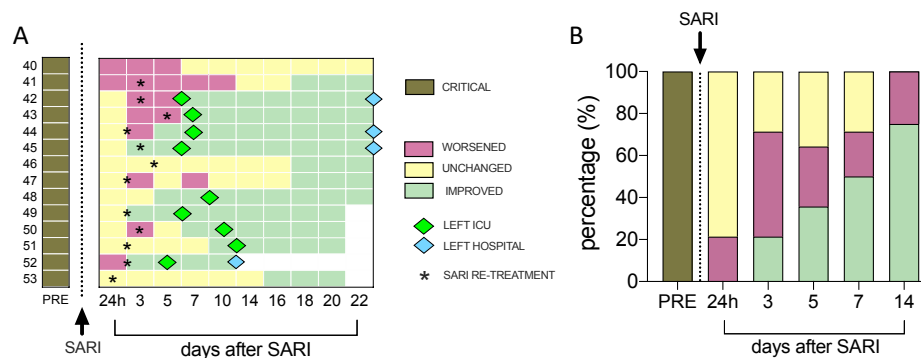 A
40
41
42
43
44
45
46
47
48
49
50
51
52
53
PRE
24h 3 5 7 10 14 16 18 20 22
SARI
days after SARI
CRITICAL
WORSENED
UNCHANGED
IMPROVED
LEFT ICU
LEFT HOSPITAL
* SARI RE-TREATMENT
B
SARI
percentage (%)
100
80
60
40
20
0
PRE 24h 3 5 7 14
days after SARI